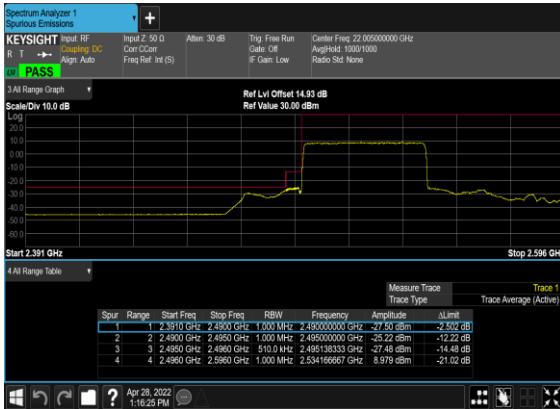 Spectrum Analyzer 1
Spurious Emissions
+
KEYSIGHT Input: RF Input Z: 50 Ω Atten: 30 dB Trig: Free Run Center Freq: 22.005000000 GHz
R T Coupling: DC Corr CCorr Gate: Off Avg|Hold: 1000/1000
Align: Auto Freq Ref: Int (S) IF Gain: Low Radio Std: None
PASS
3 All Range Graph
Ref Lvl Offset 14.93 dB
Scale/Div 10.0 dB Ref Value 30.00 dBm
Log
20.0
10.0
0.00
-10.0
-20.0
-30.0
-40.0
-50.0
-60.0
Start 2.391 GHz Stop 2.596 GHz
4 All Range Table
Measure Trace Trace 1
Trace Type Trace Average (Active)
Spur Range Start Freq Stop Freq RBW Frequency Amplitude ΔLimit
1 1 2.3910 GHz 2.4900 GHz 1.000 MHz 2.490000000 GHz -27.50 dBm -2.502 dB
2 2 2.4900 GHz 2.4950 GHz 1.000 MHz 2.495000000 GHz -25.22 dBm -12.22 dB
3 3 2.4950 GHz 2.4960 GHz 510.0 kHz 2.495138333 GHz -27.48 dBm -14.48 dB
4 4 2.4960 GHz 2.5960 GHz 1.000 MHz 2.534166667 GHz 8.979 dBm -21.02 dB
? Apr 28, 2022
1:16:25 PM